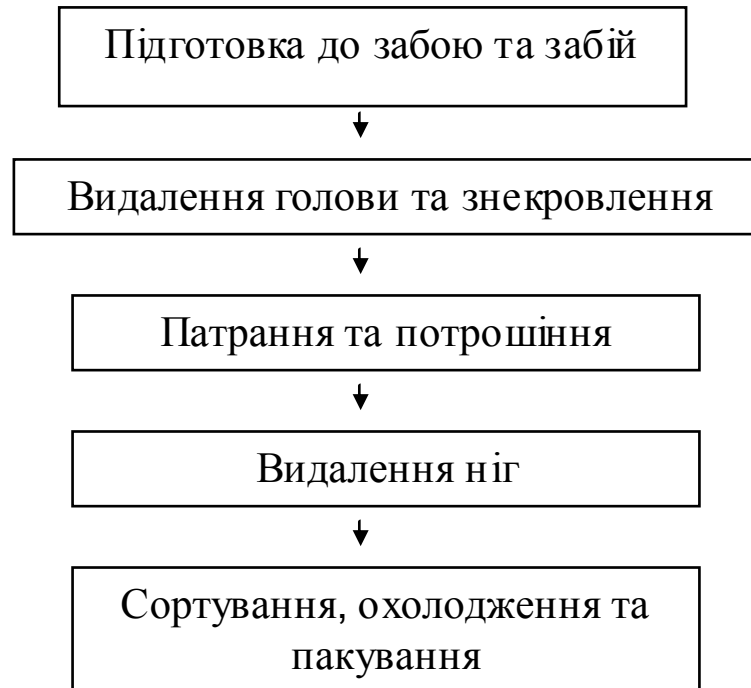 Підготовка до забою та забій
Видалення голови та знекровлення
Патрання та потрошіння
Видалення ніг
Сортування, охолодження та
пакування